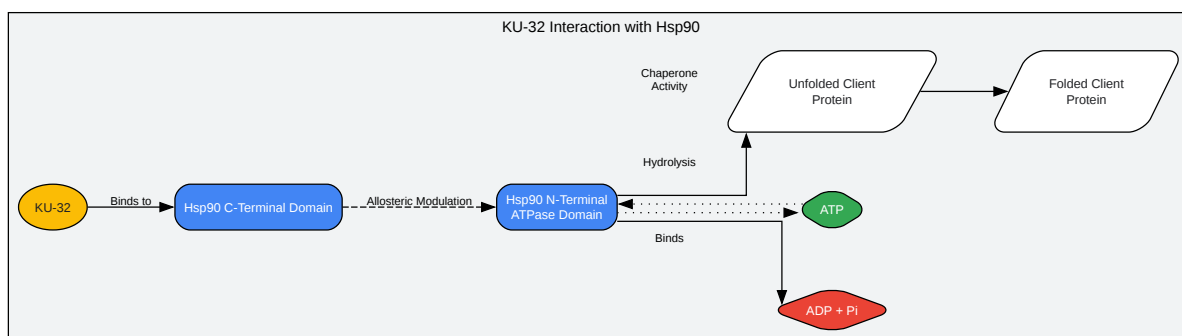 KU-32 Interaction with Hsp90
Chaperone
Activity
Unfolded Client
Protein
Folded Client
Protein
Hydrolysis
KU-32
Binds to
Hsp90 C-Terminal Domain
Allosteric Modulation
Hsp90 N-Terminal
ATPase Domain
ATP
Binds
ADP + Pi